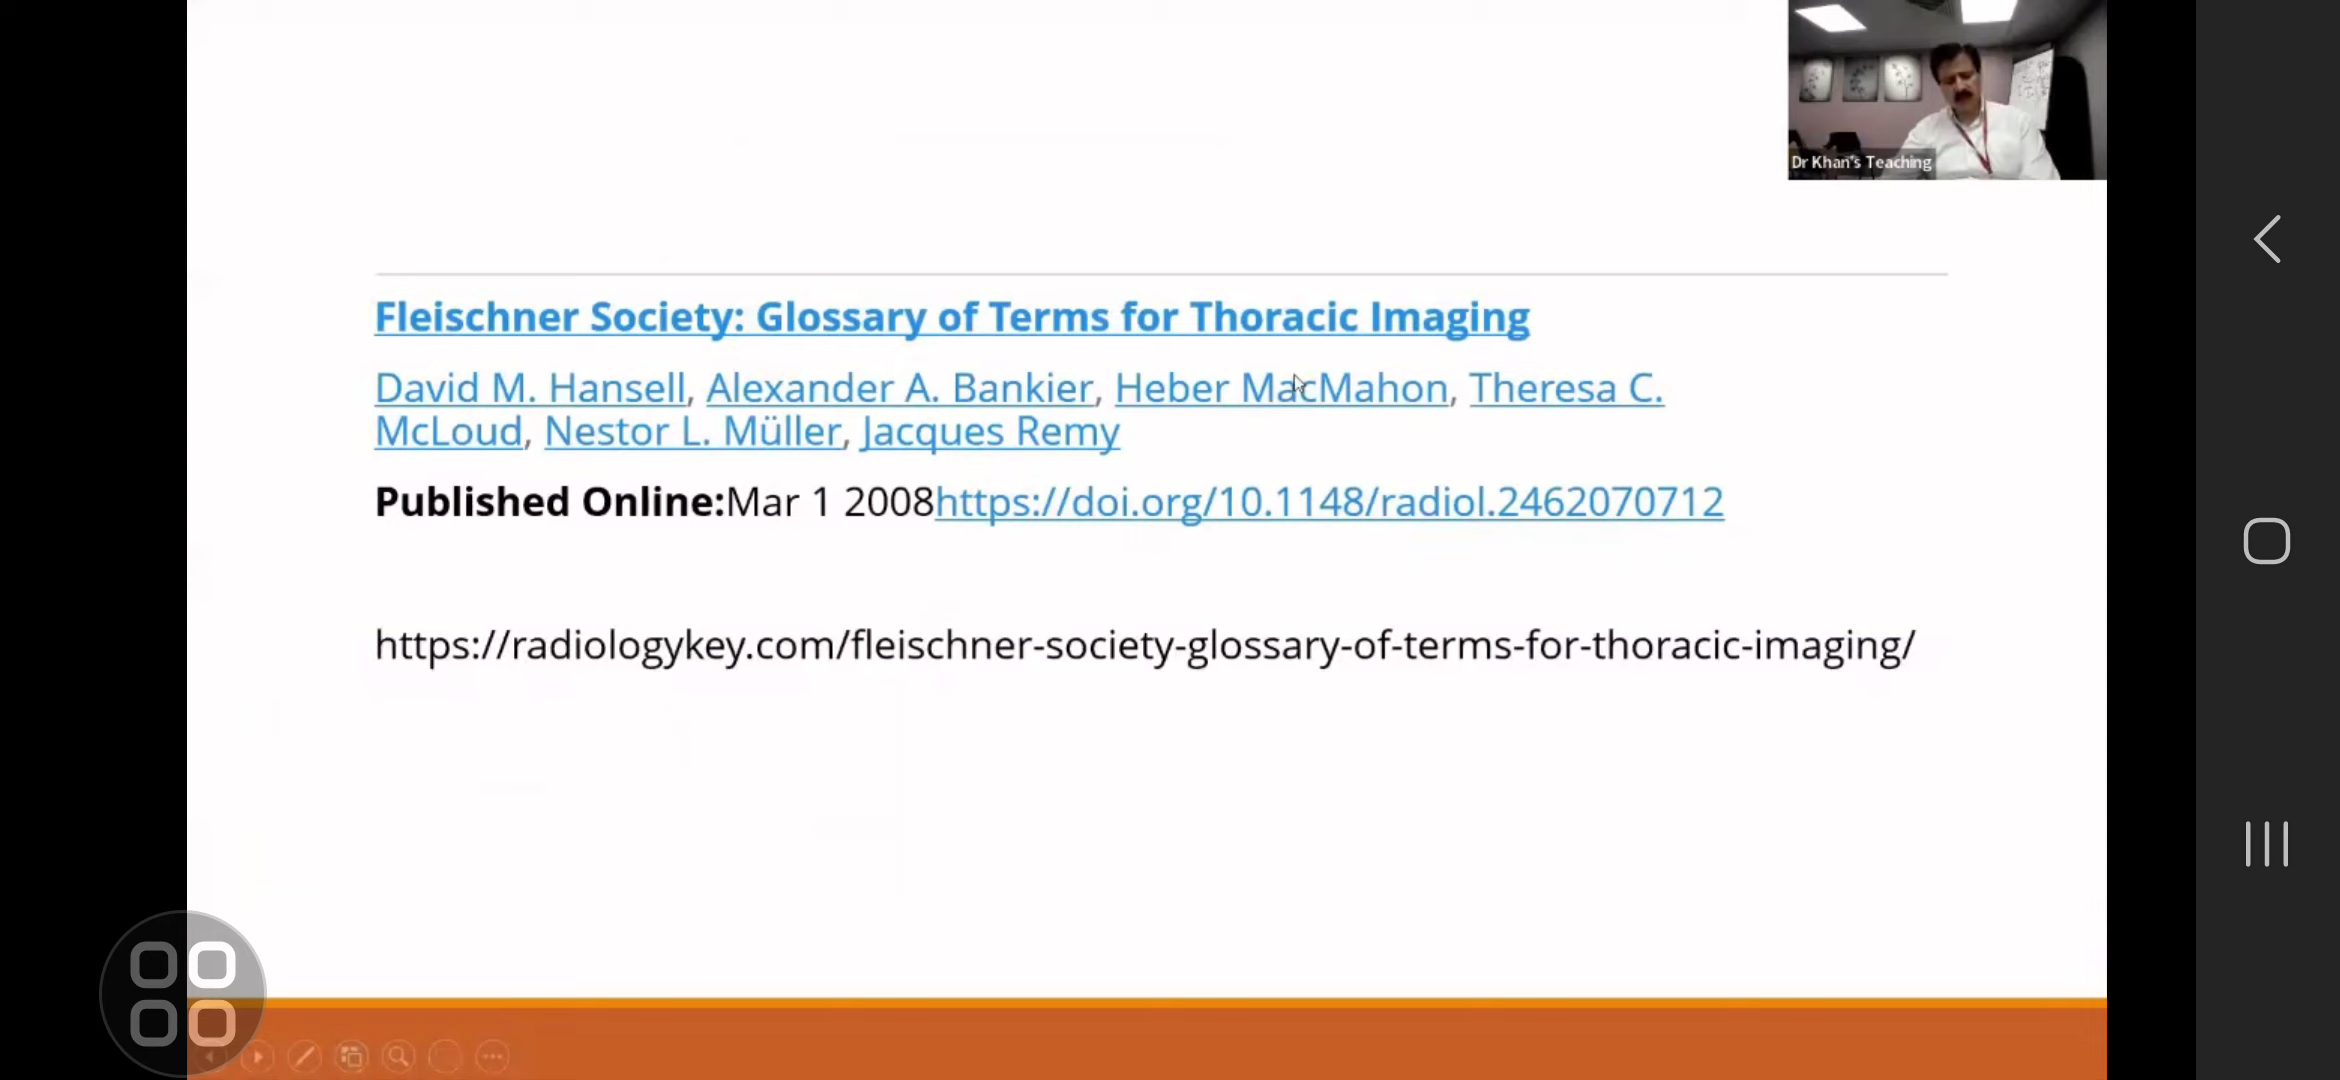 Dr Khan's Teaching
Fleischner Society: Glossary of Terms for Thoracic Imaging
David M. Hansell, Alexander A. Bankier, Heber MacMahon, Theresa C.
McLoud, Nestor L. Müller, Jacques Remy
Published Online:Mar 1 2008https://doi.org/10.1148/radiol.2462070712
https://radiologykey.com/fleischner-society-glossary-of-terms-for-thoracic-imaging/